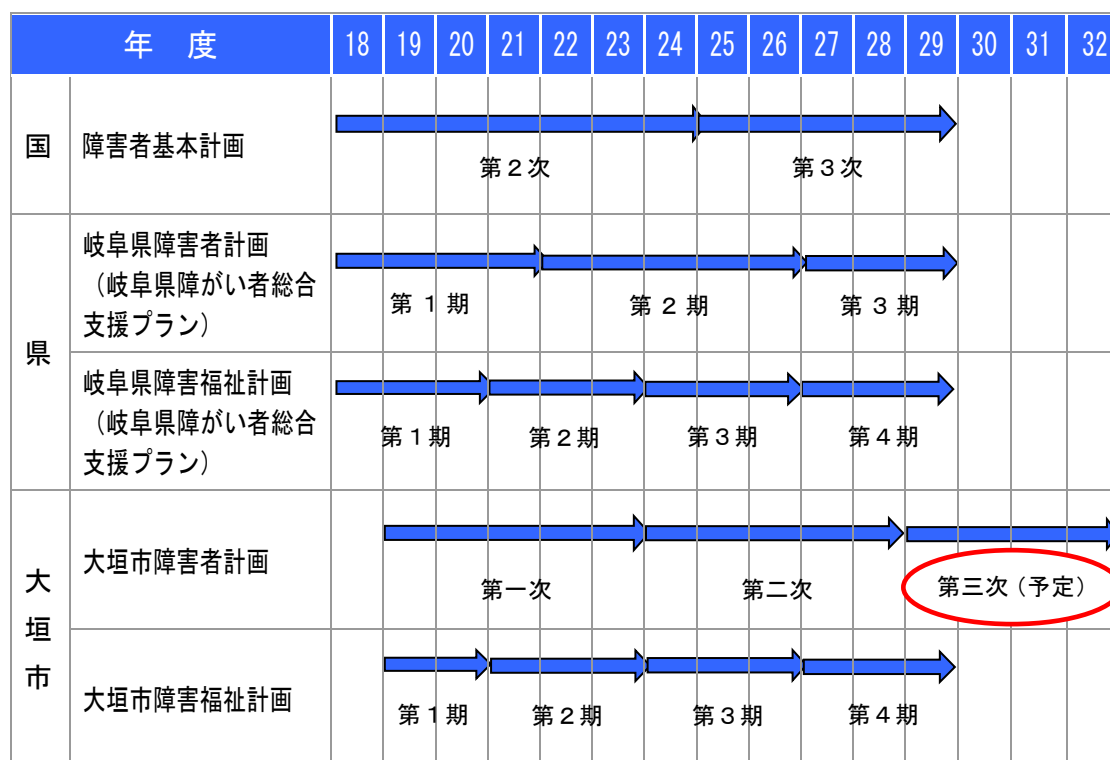 年 度 18 19 20 21 22 23 24 25 26 27 28 29 30 31 32
国 障害者基本計画
第2次 第3次
県
岐阜県障害者計画
（岐阜県障がい者総合
支援プラン）
第1期 第2期 第3期
岐阜県障害福祉計画
（岐阜県障がい者総合
支援プラン）
第1期 第2期 第3期 第4期
大垣市
大垣市障害者計画
第一次 第二次 第三次（予定）
大垣市障害福祉計画
第1期 第2期 第3期 第4期